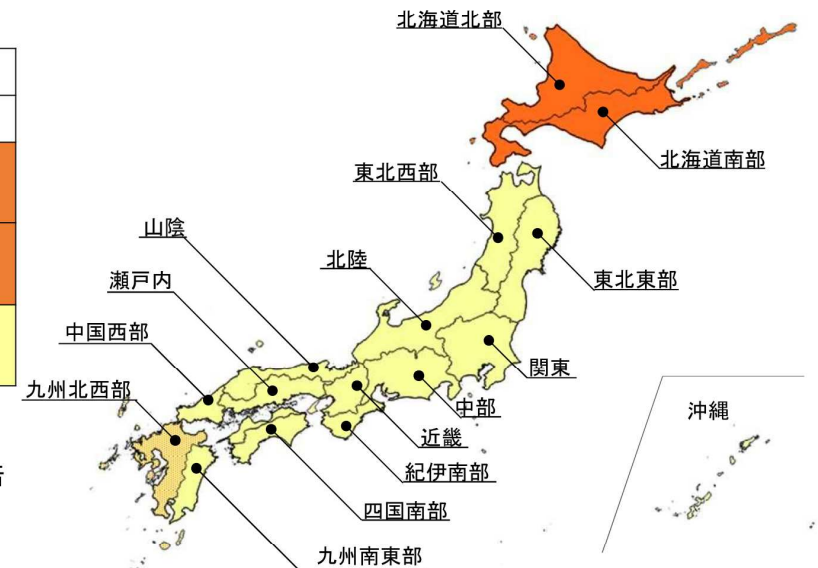 北海道北部
北海道南部
東北西部
山陰
北陸
東北東部
瀬戸内
中国西部
関東
九州北西部
中部
沖縄
近畿
紀伊南部
四国南部
九州南東部